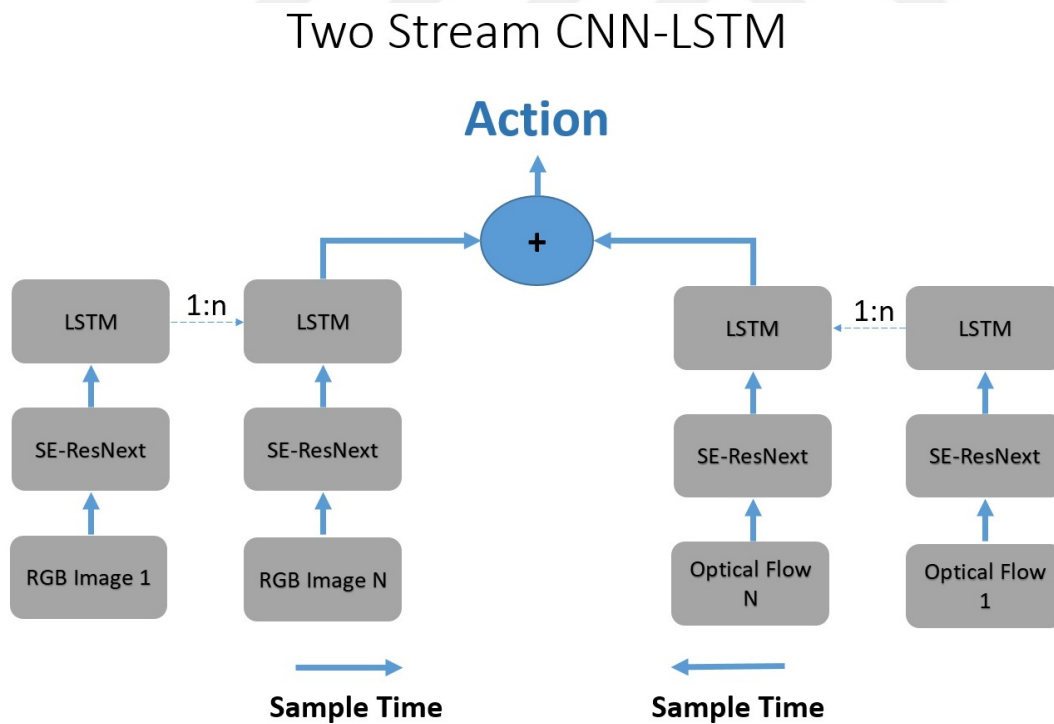 Two Stream CNN-LSTM
Action
+
LSTM
1:n
LSTM
LSTM
1:n
LSTM
SE-ResNext
SE-ResNext
SE-ResNext
SE-ResNext
RGB Image 1
RGB Image N
Optical Flow
N
Optical Flow
1
Sample Time
Sample Time